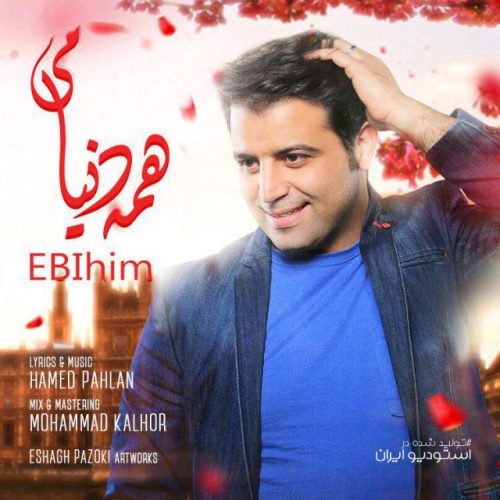 همه دنیامی
EBIhim
LYRICS & MUSIC
HAMED PAHLAN
MIX & MASTERING
MOHAMMAD KALHOR
ESHAGH PAZOKI ARTWORKS
#تولید شده در
استودیو ایران